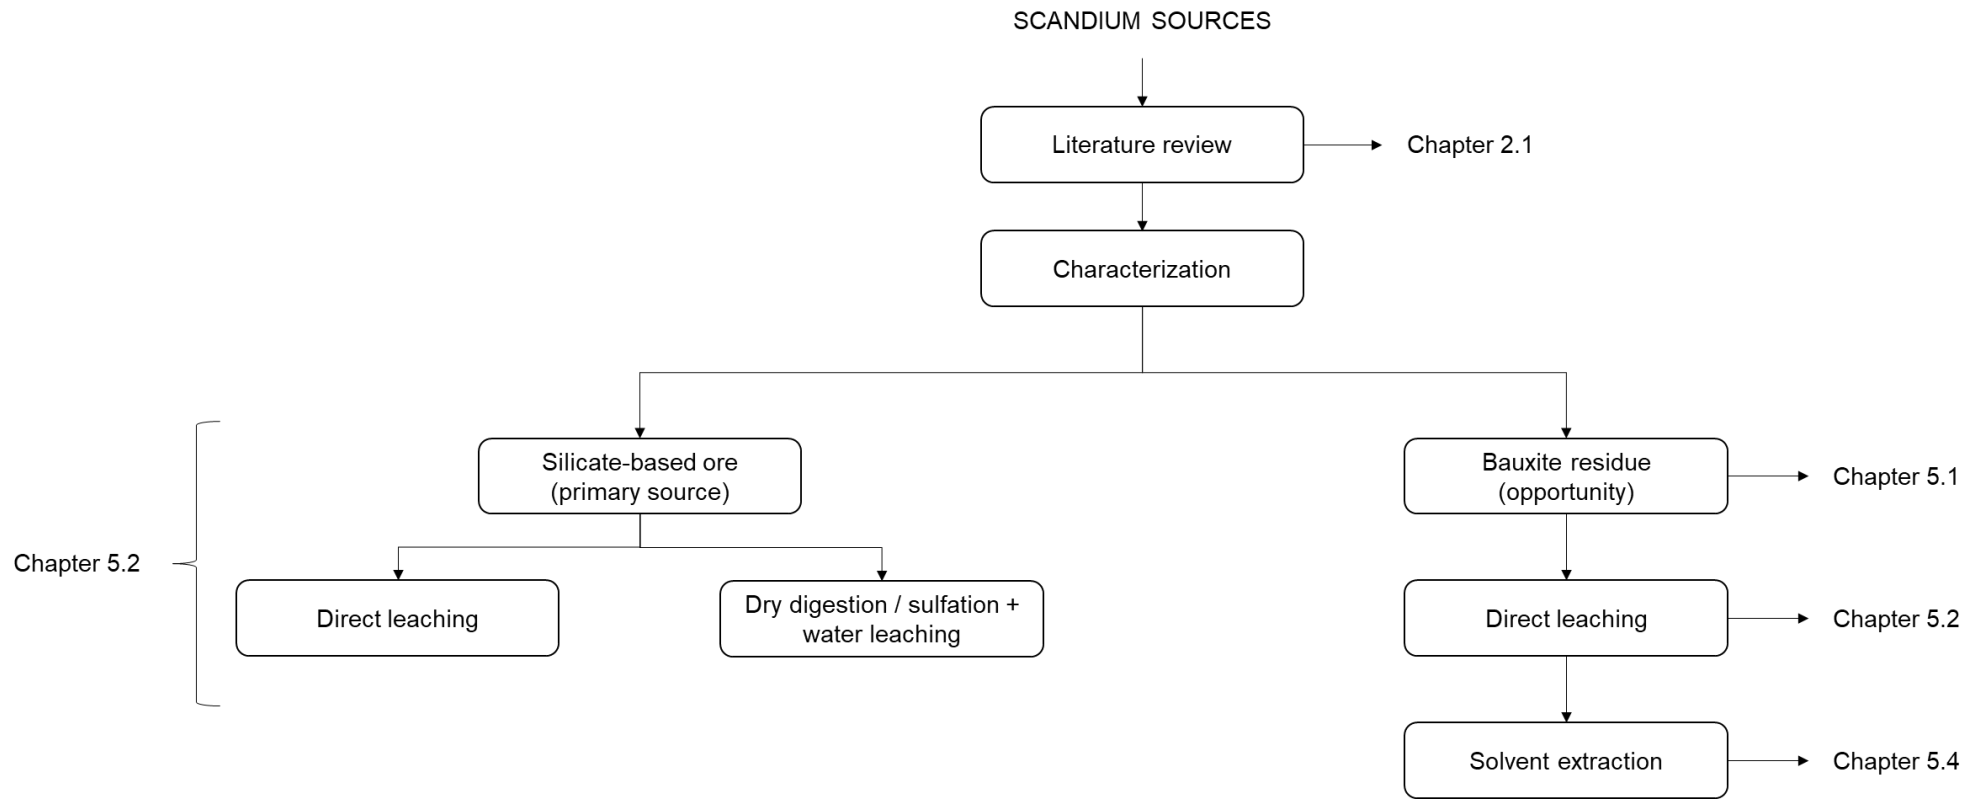 SCANDIUM SOURCES
Literature review
Chapter 2.1
Characterization
Silicate-based ore
(primary source)
Bauxite residue
(opportunity)
Chapter 5.1
Chapter 5.2
Direct leaching
Dry digestion / sulfation +
water leaching
Direct leaching
Chapter 5.2
Solvent extraction
Chapter 5.4